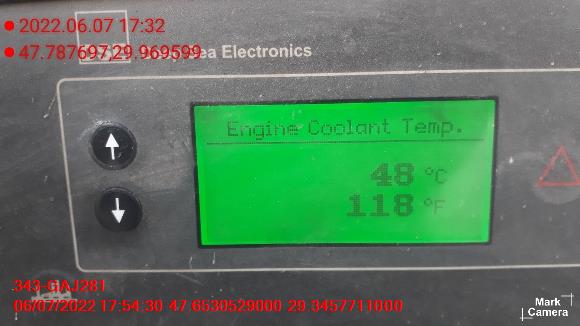 2022.06.07 17:32
47.787697,29.969599
Electronics
Engine Coolant Temp.
48 °C
118 °F
343-GAJ281
06/07/2022 17:54:30 47.6530529000 29.3457711000
Mark
Camera